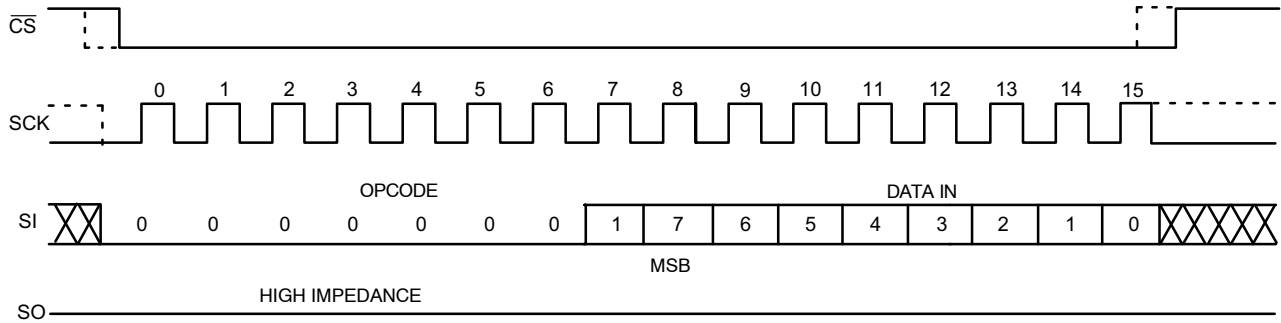 CS
0 1 2 3 4 5 6 7 8 9 10 11 12 13 14 15
SCK
OPCODE DATA IN
SI 0 0 0 0 0 0 0 1 7 6 5 4 3 2 1 0
MSB
HIGH IMPEDANCE
SO